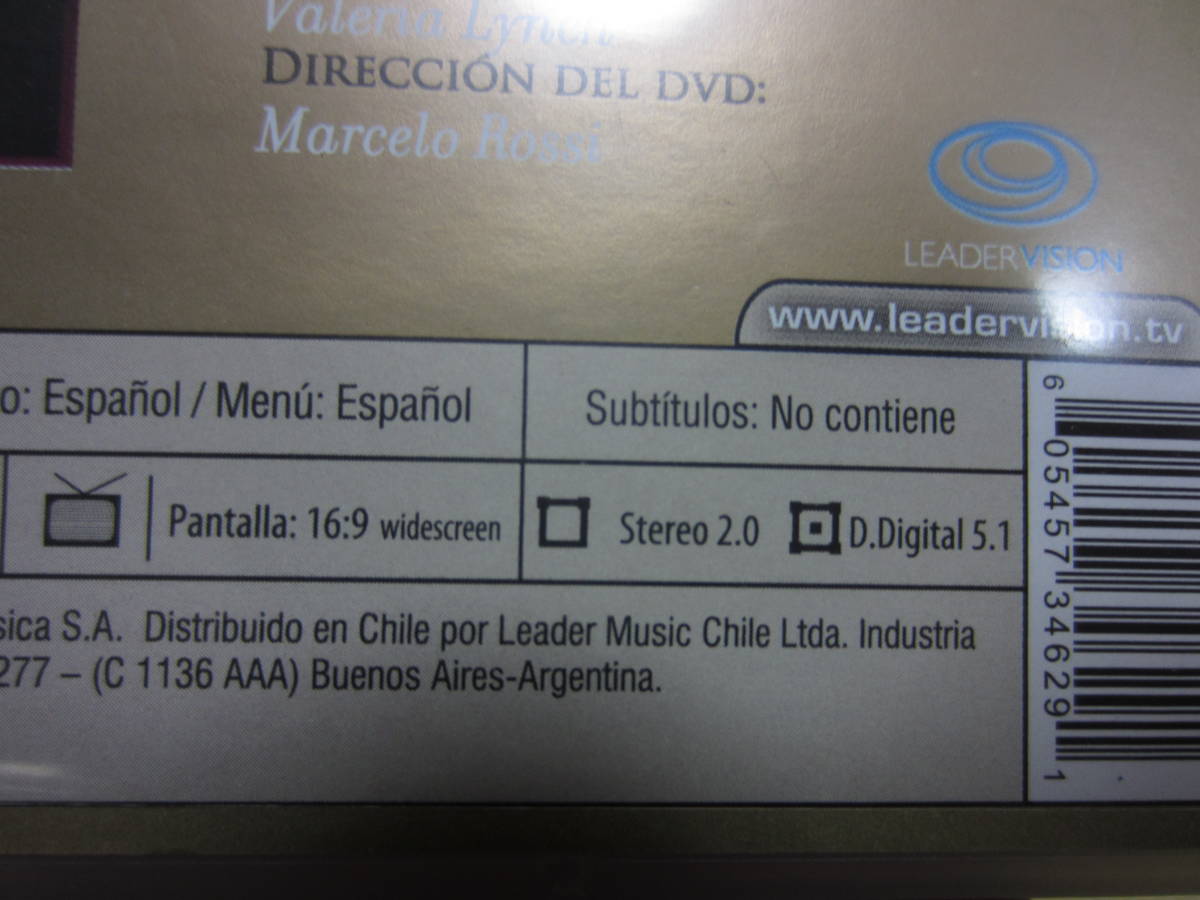 Valeria Lynch
DIRECCIÓN DEL DVD:
Marcelo Rossi
LEADERVISION
www.leadervision.tv
o: Español / Menú: Español
Subtítulos: No contiene
Pantalla: 16:9 widescreen
Stereo 2.0
D.Digital 5.1
sica S.A. Distribuido en Chile por Leader Music Chile Ltda. Industria
277 – (C 1136 AAA) Buenos Aires-Argentina.
6 05457 34629 1